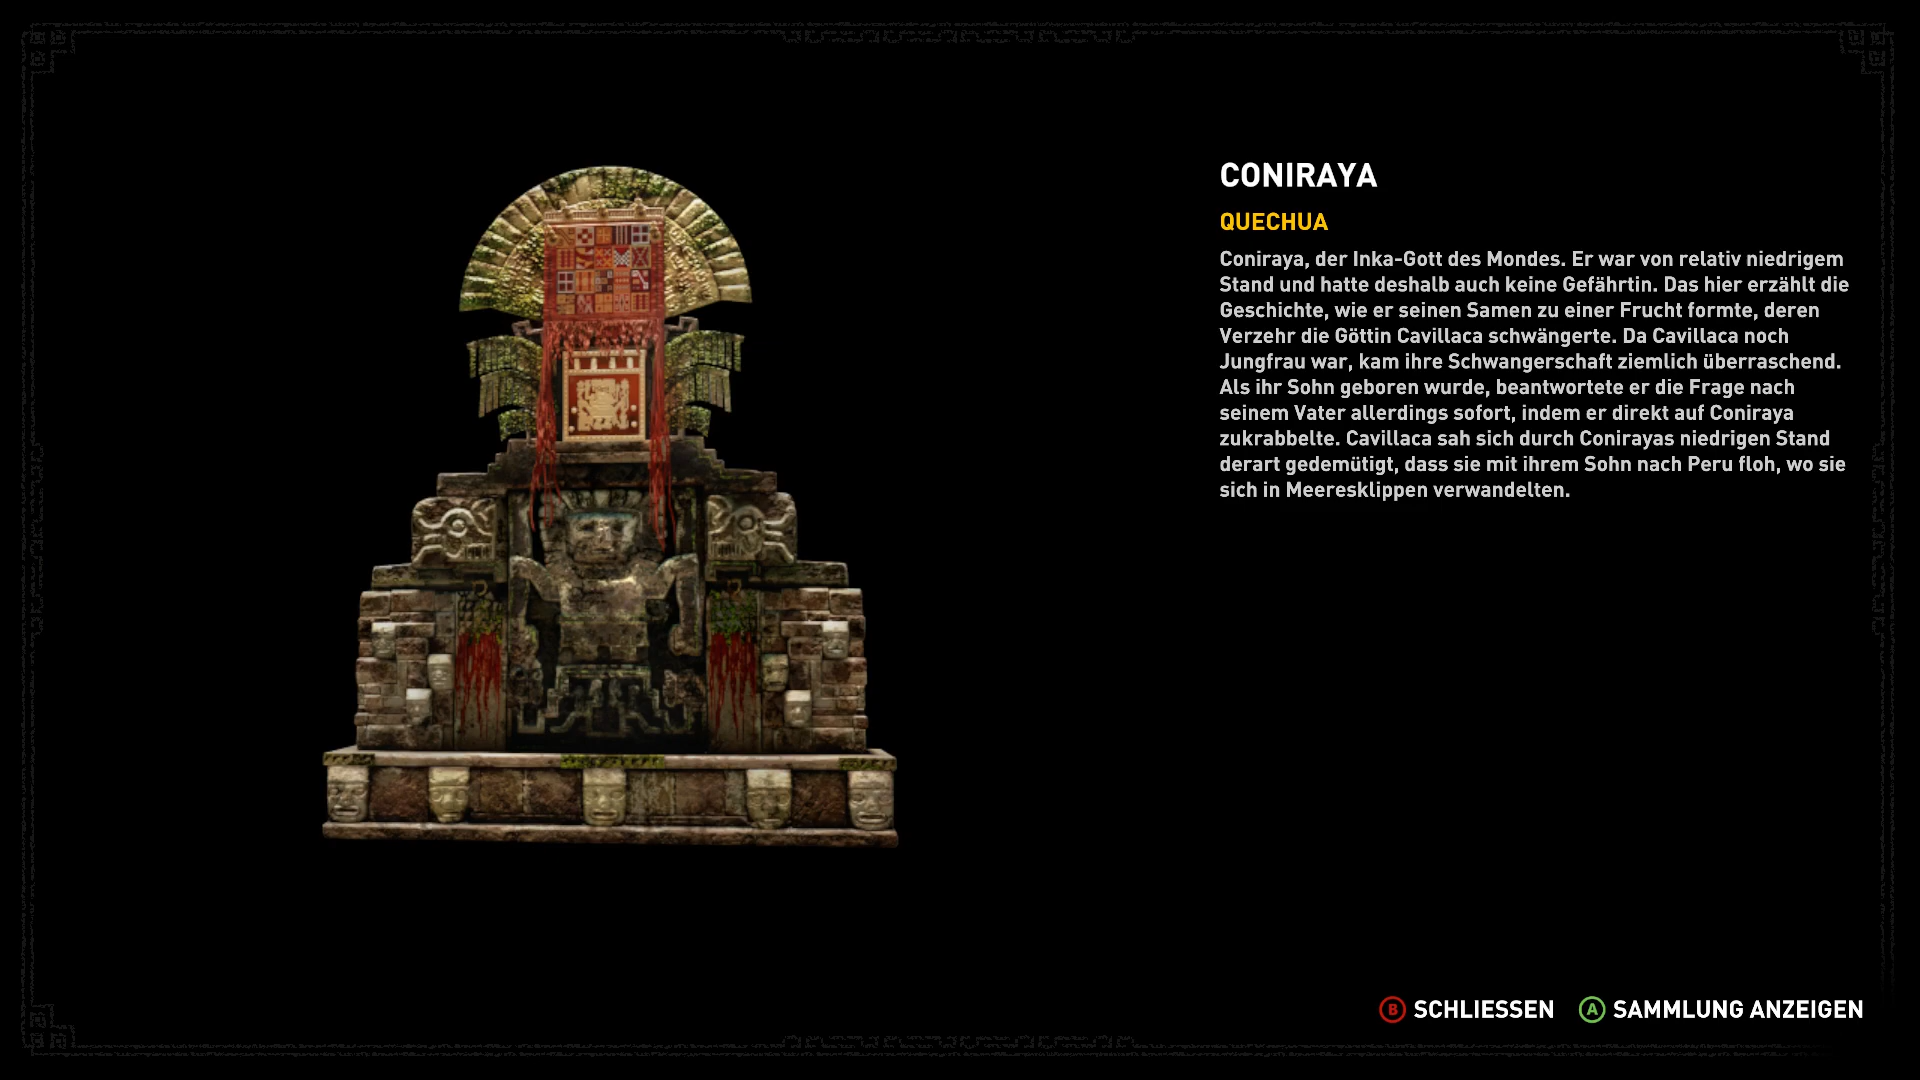 CONIRAYA
QUECHUA
Coniraya, der Inka-Gott des Mondes. Er war von relativ niedrigem
Stand und hatte deshalb auch keine Gefährtin. Das hier erzählt die
Geschichte, wie er seinen Samen zu einer Frucht formte, deren
Verzehr die Göttin Cavillaca schwängerte. Da Cavillaca noch
Jungfrau war, kam ihre Schwangerschaft ziemlich überraschend.
Als ihr Sohn geboren wurde, beantwortete er die Frage nach
seinem Vater allerdings sofort, indem er direkt auf Coniraya
zukrabbelte. Cavillaca sah sich durch Conirayas niedrigen Stand
derart gedemütigt, dass sie mit ihrem Sohn nach Peru floh, wo sie
sich in Meeresklippen verwandelten.
B SCHLIESSEN A SAMMLUNG ANZEIGEN